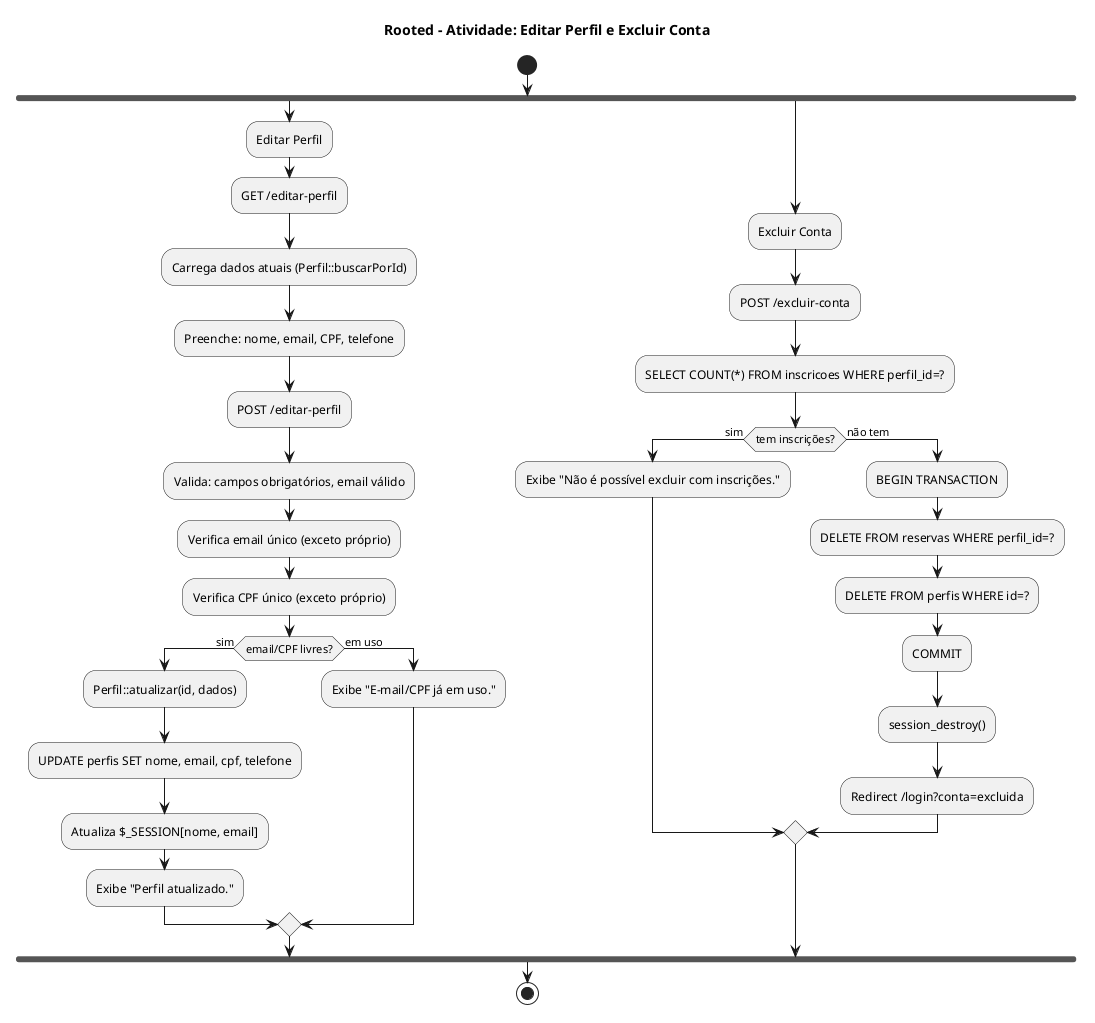 Rooted - Atividade: Editar Perfil e Excluir Conta
Editar Perfil
GET /editar-perfil
Carrega dados atuais (Perfil::buscarPorId)
Preenche: nome, email, CPF, telefone
POST /editar-perfil
Valida: campos obrigatórios, email válido
Verifica email único (exceto próprio)
Verifica CPF único (exceto próprio)
sim
email/CPF livres?
em uso
Perfil::atualizar(id, dados)
UPDATE perfis SET nome, email, cpf, telefone
Atualiza $_SESSION[nome, email]
Exibe "Perfil atualizado."
Exibe "E-mail/CPF já em uso."
Excluir Conta
POST /excluir-conta
SELECT COUNT(*) FROM inscricoes WHERE perfil_id=?
sim
tem inscrições?
não tem
Exibe "Não é possível excluir com inscrições."
BEGIN TRANSACTION
DELETE FROM reservas WHERE perfil_id=?
DELETE FROM perfis WHERE id=?
COMMIT
session_destroy()
Redirect /login?conta=excluida